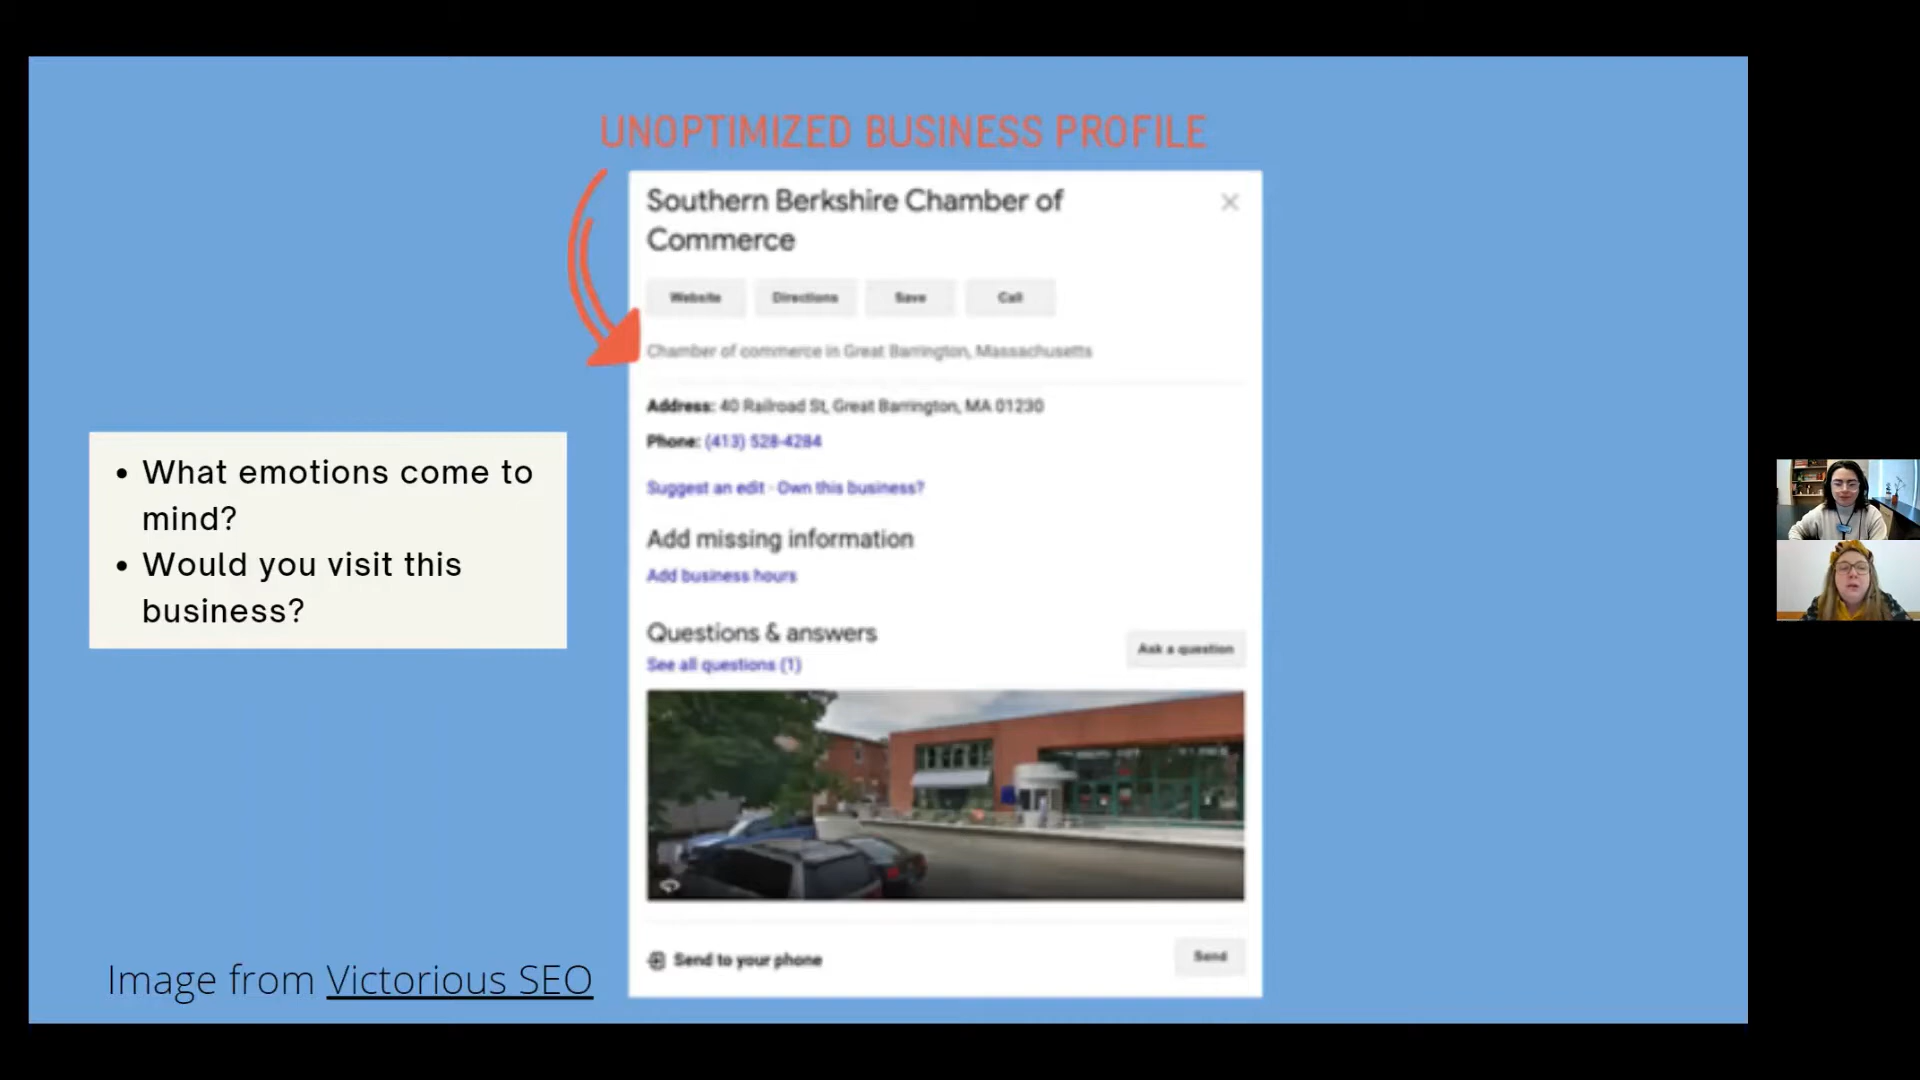 UNOPTIMIZED BUSINESS PROFILE
Southern Berkshire Chamber of
Commerce
Website Directions Save Call
Chamber of commerce in Great Barrington, Massachusetts
Address: 40 Railroad St, Great Barrington, MA 01230
Phone: (413) 528-4284
Suggest an edit · Own this business?
Add missing information
Add business hours
Questions & answers
See all questions (1)
Ask a question
Send to your phone
Send
• What emotions come to
mind?
• Would you visit this
business?
Image from Victorious SEO